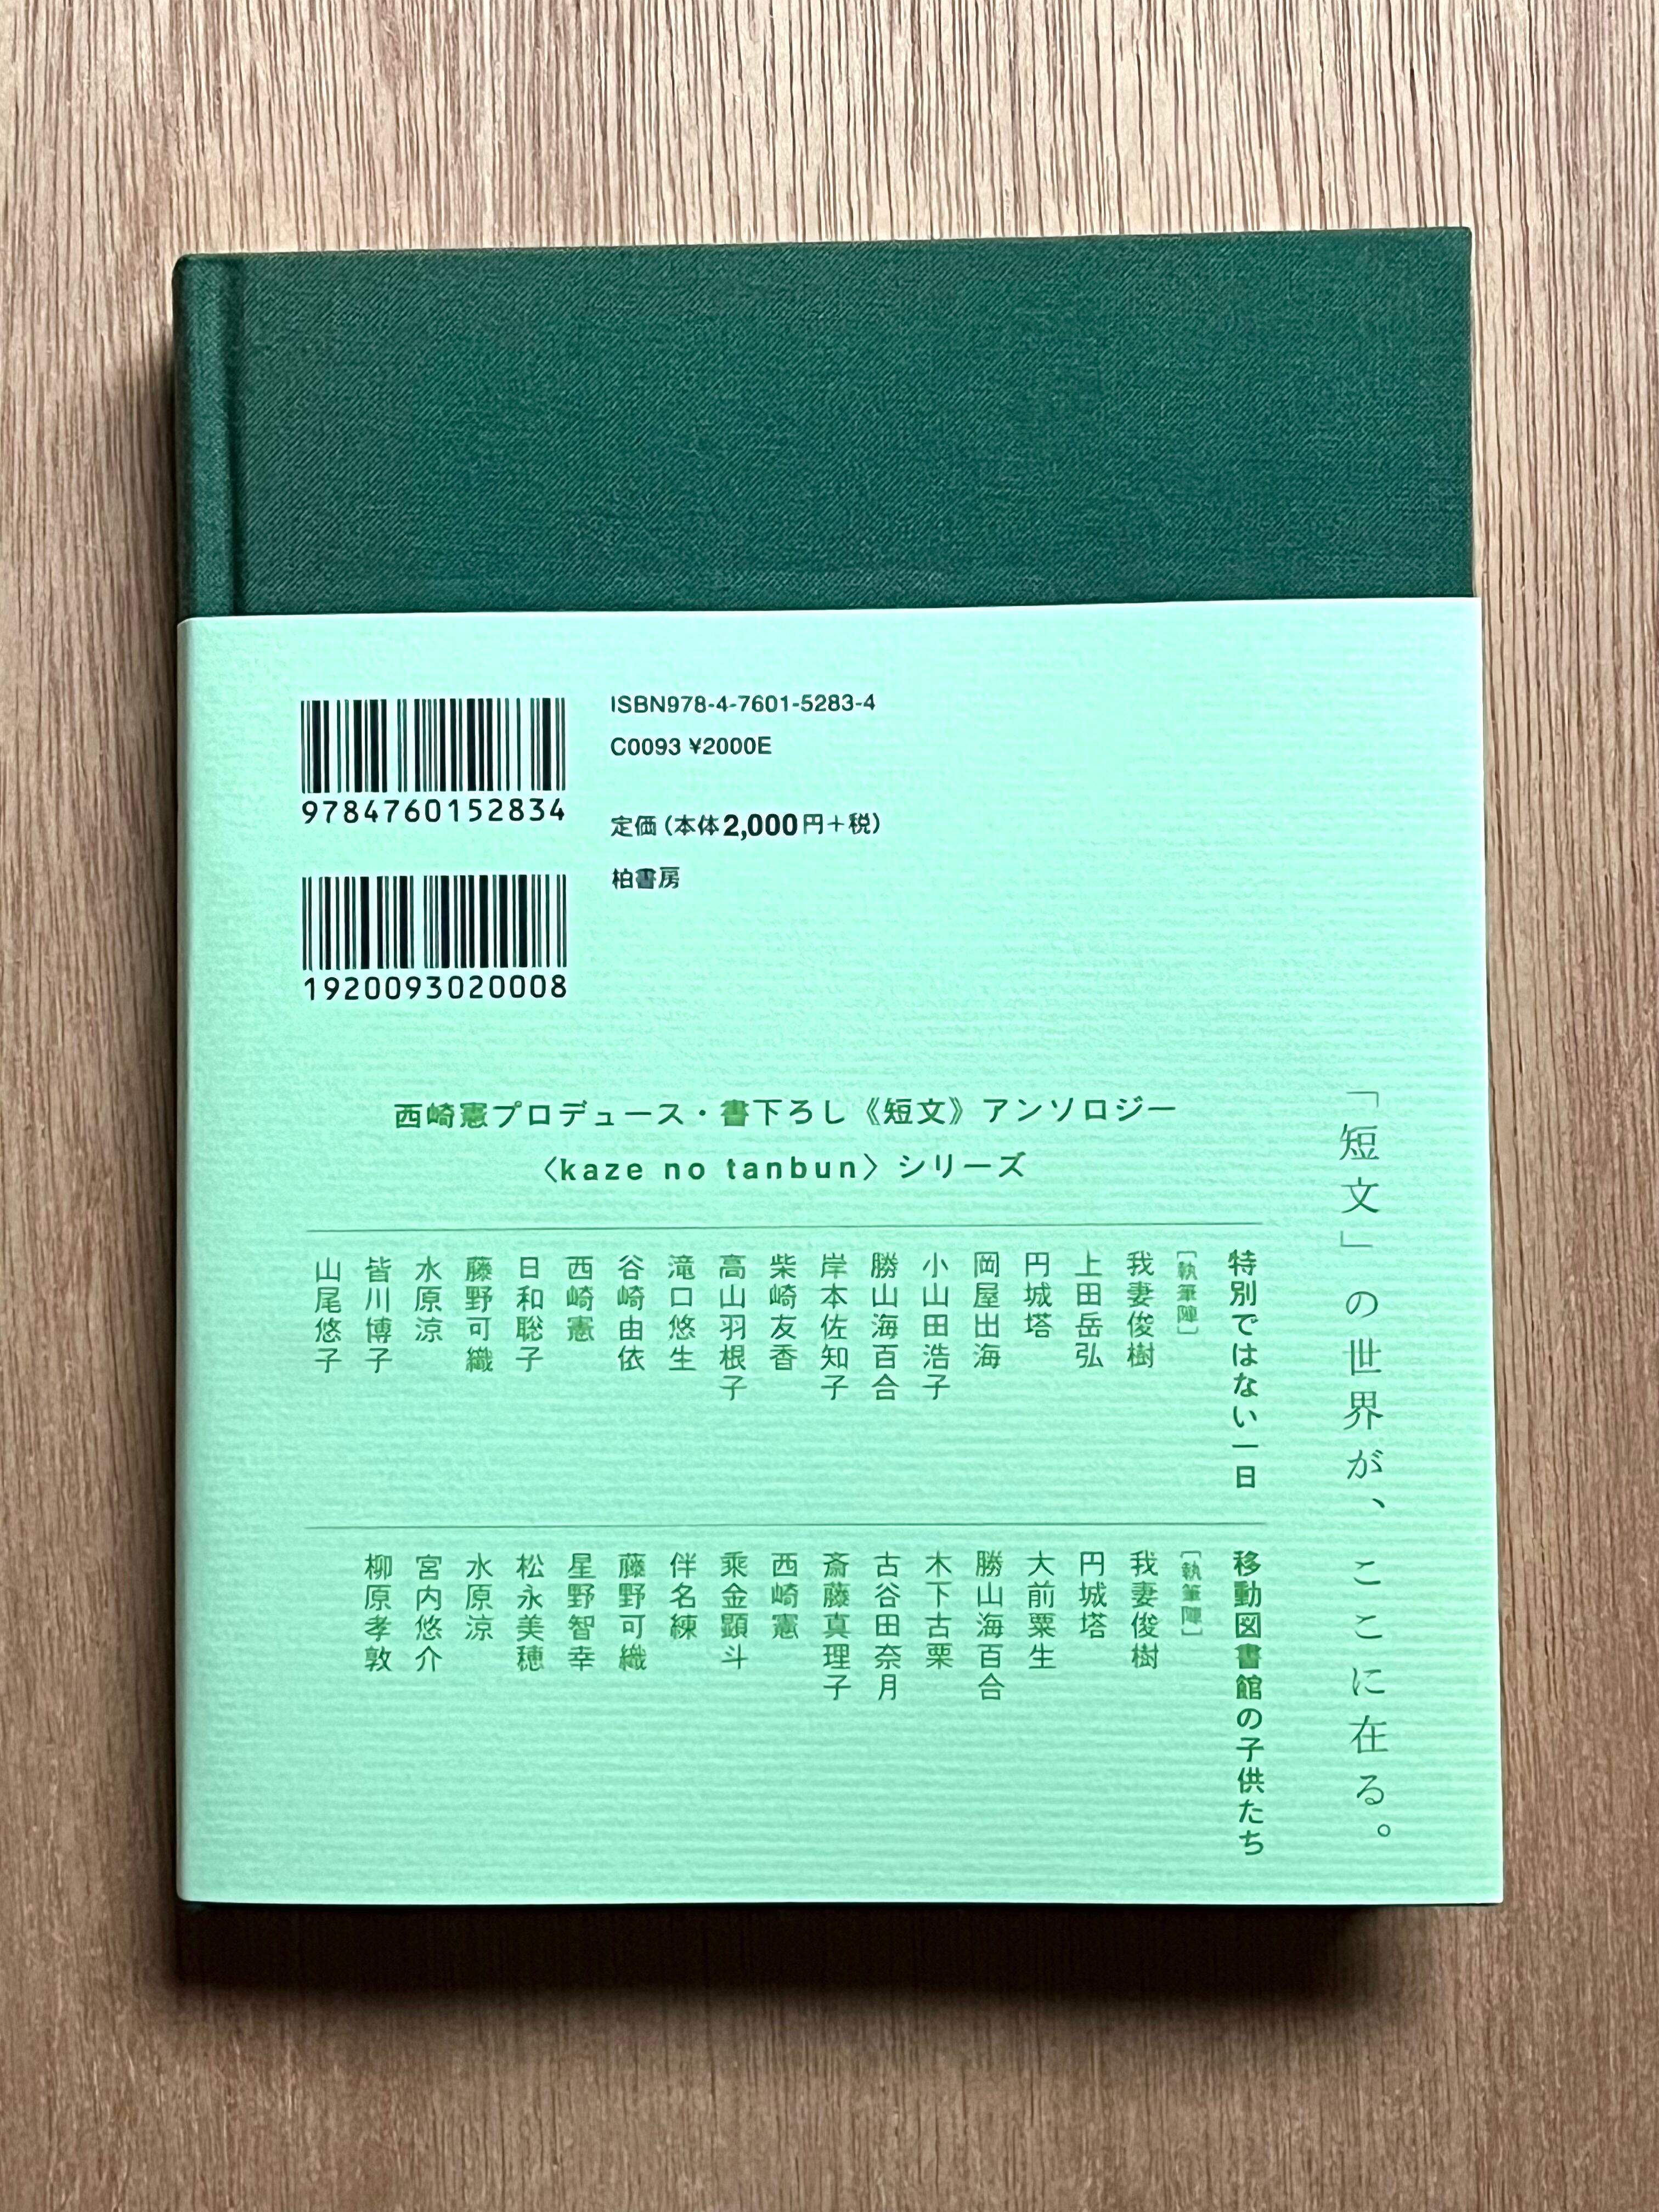 ISBN978-4-7601-5283-4
C0093 ¥2000E
9784760152834
定価（本体2,000円＋税）
柏書房
1920093020008
「短文」の世界が、ここに在る。
西崎憲プロデュース・書下ろし《短文》アンソロジー
〈kaze no tanbun〉シリーズ
特別ではない一日
［執筆陣］
我妻俊樹
上田岳弘
円城塔
岡屋出海
小山田浩子
勝山海百合
岸本佐知子
柴崎友香
高山羽根子
滝口悠生
谷崎由依
西崎憲
日和聡子
藤野可織
水原涼
皆川博子
山尾悠子
移動図書館の子供たち
［執筆陣］
我妻俊樹
円城塔
大前粟生
勝山海百合
木下古栗
古谷田奈月
斎藤真理子
西崎憲
乗金顕斗
伴名練
藤野可織
星野智幸
松永美穂
水原涼
宮内悠介
柳原孝敦